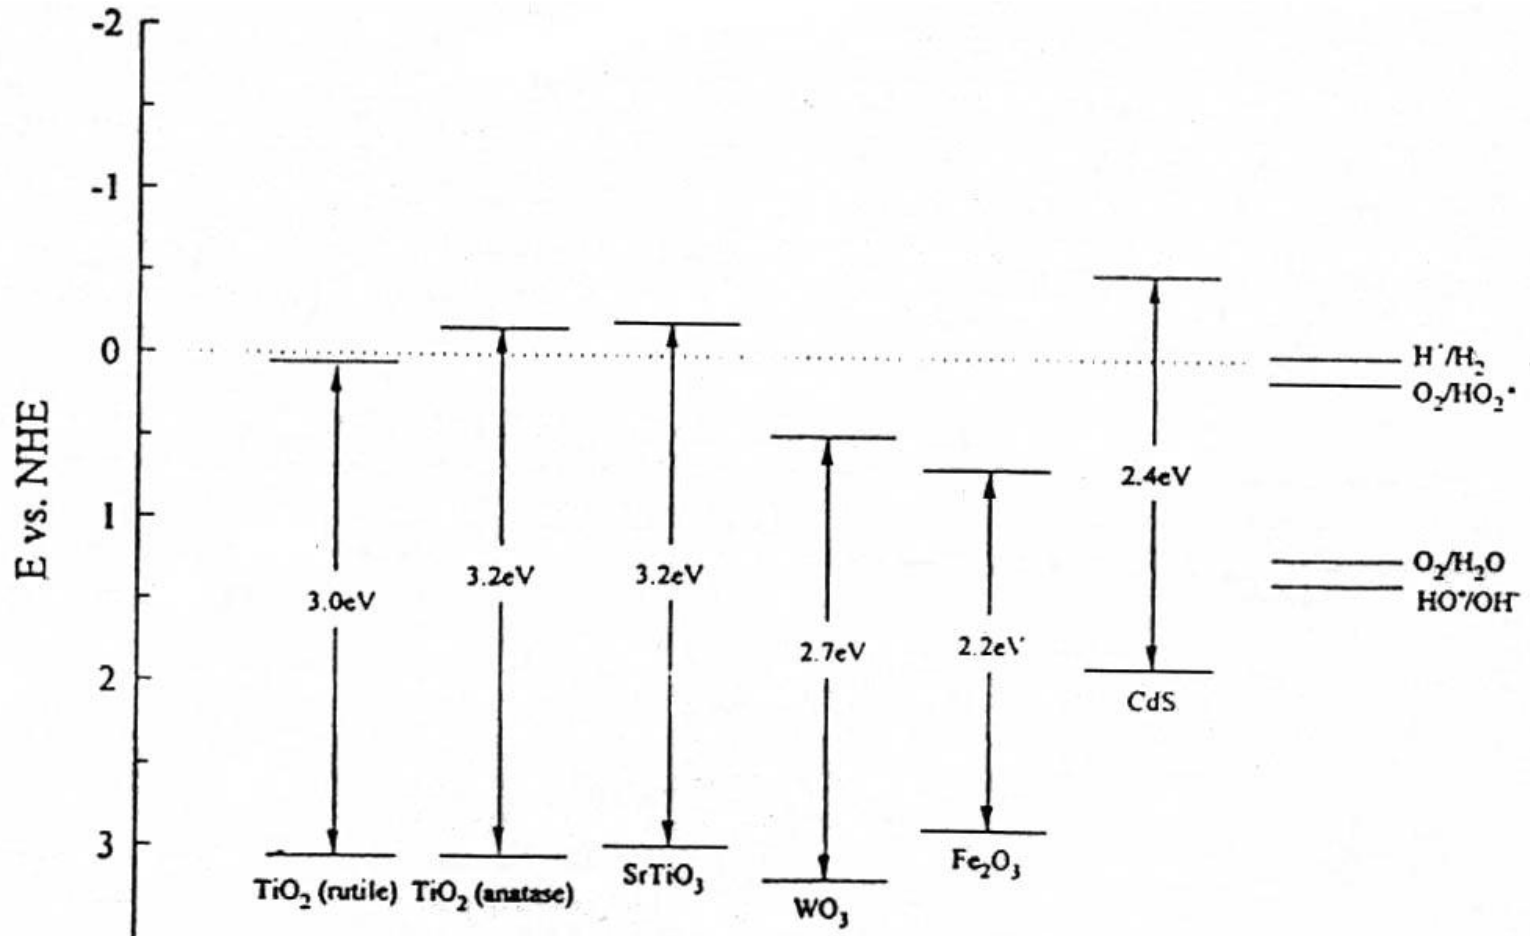 -2
-1
0
1
2
3
E vs. NHE
3.0eV
3.2eV
3.2eV
2.7eV
2.2eV
2.4eV
TiO₂ (rutile)
TiO₂ (anatase)
SrTiO₃
WO₃
Fe₂O₃
CdS
H⁺/H₂
O₂/HO₂•
O₂/H₂O
HO•/OH⁻